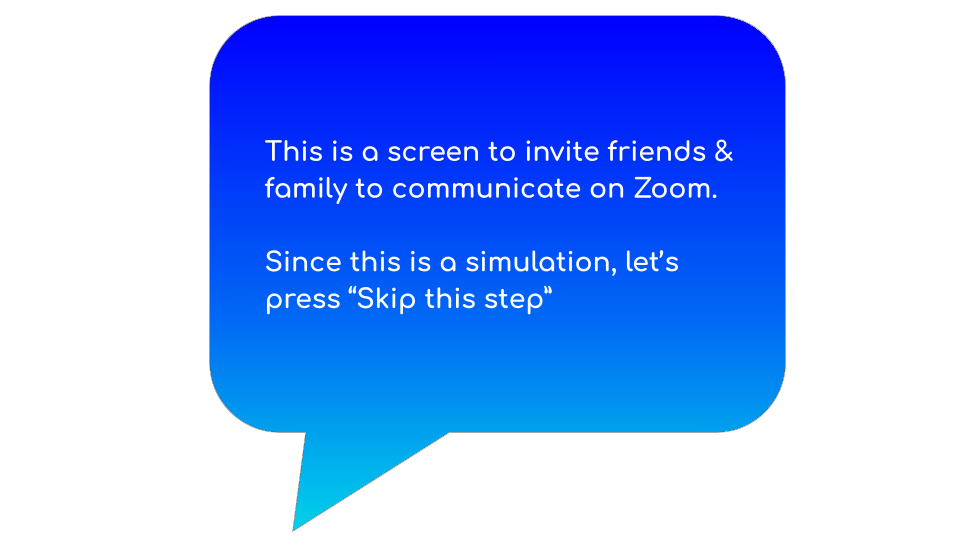 This is a screen to invite friends &
family to communicate on Zoom.
Since this is a simulation, let’s
press “Skip this step”